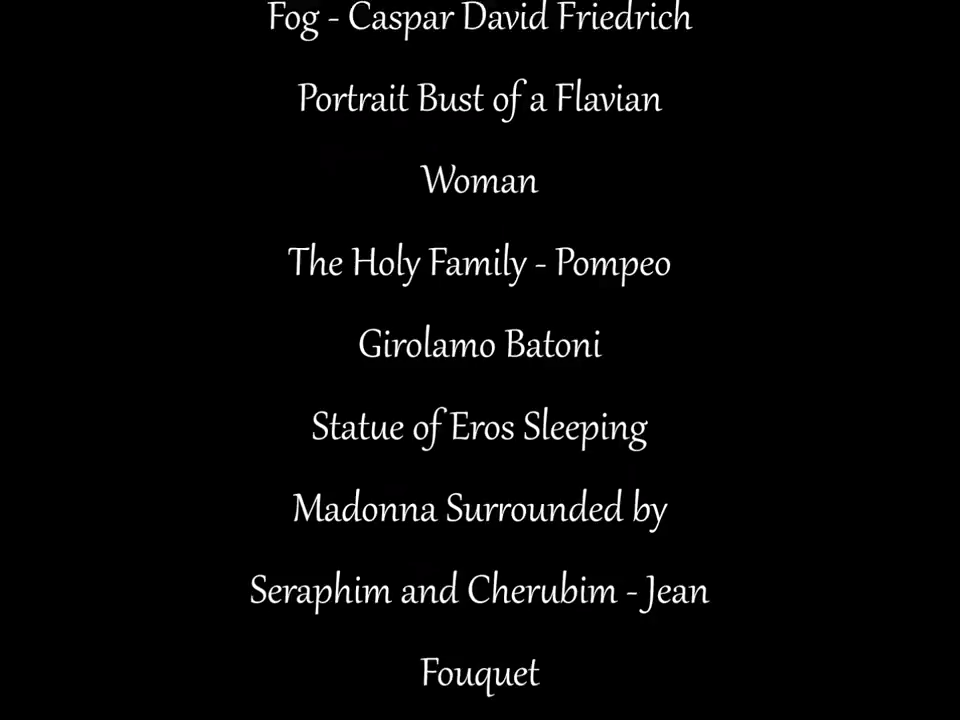 Fog - Caspar David Friedrich
Portrait Bust of a Flavian
Woman
The Holy Family - Pompeo
Girolamo Batoni
Statue of Eros Sleeping
Madonna Surrounded by
Seraphim and Cherubim - Jean
Fouquet